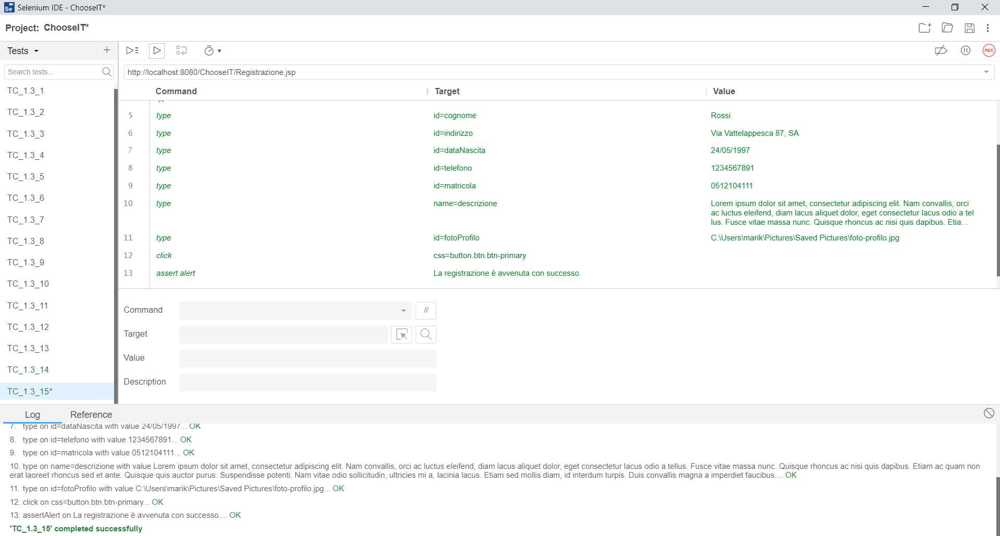 Selenium IDE - ChooseIT*
Project: ChooseIT*
Tests
Search tests...
TC_1.3_1
TC_1.3_2
TC_1.3_3
TC_1.3_4
TC_1.3_5
TC_1.3_6
TC_1.3_7
TC_1.3_8
TC_1.3_9
TC_1.3_10
TC_1.3_11
TC_1.3_12
TC_1.3_13
TC_1.3_14
TC_1.3_15*
REC
http://localhost:8080/ChooseIT/Registrazione.jsp
Command Target Value
5 type id=cognome Rossi
6 type id=indirizzo Via Vattelappesca 87, SA
7 type id=dataNascita 24/05/1997
8 type id=telefono 1234567891
9 type id=matricola 0512104111
10 type name=descrizione Lorem ipsum dolor sit amet, consectetur adipiscing elit. Nam convallis, orci
ac luctus eleifend, diam lacus aliquet dolor, eget consectetur lacus odio a tel
lus. Fusce vitae massa nunc. Quisque rhoncus ac nisi quis dapibus. Etia...
11 type id=fotoProfilo C:\Users\marik\Pictures\Saved Pictures\foto-profilo.jpg
12 click css=button.btn.btn-primary
13 assert alert La registrazione è avvenuta con successo.
Command //
Target
Value
Description
Log Reference
7. type on id=dataNascita with value 24/05/1997... OK
8. type on id=telefono with value 1234567891... OK
9. type on id=matricola with value 0512104111... OK
10. type on name=descrizione with value Lorem ipsum dolor sit amet, consectetur adipiscing elit. Nam convallis, orci ac luctus eleifend, diam lacus aliquet dolor, eget consectetur lacus odio a tellus. Fusce vitae massa nunc. Quisque rhoncus ac nisi quis dapibus. Etiam ac quam non
erat laoreet rhoncus sed et ante. Quisque quis auctor purus. Suspendisse potenti. Nam vitae odio sollicitudin, ultricies mi a, lacinia lacus. Etiam sed mollis diam, id interdum turpis. Duis convallis magna a imperdiet faucibus.... OK
11. type on id=fotoProfilo with value C:\Users\marik\Pictures\Saved Pictures\foto-profilo.jpg... OK
12. click on css=button.btn.btn-primary... OK
13. assertAlert on La registrazione è avvenuta con successo.... OK
'TC_1.3_15' completed successfully